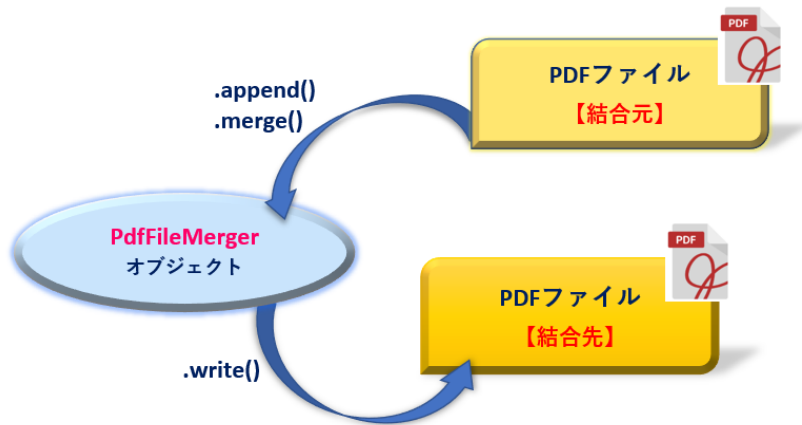 PDF
PDFファイル
【結合元】
.append()
.merge()
PdfFileMerger
オブジェクト
PDF
PDFファイル
【結合先】
.write()